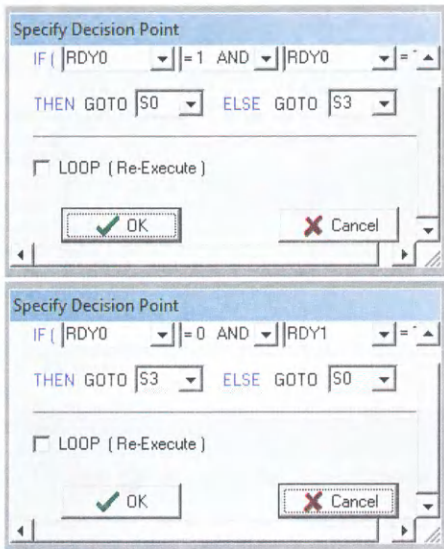 Specify Decision Point
IF ( RDY0 = 1 AND RDY0 =
THEN GOTO S0 ELSE GOTO S3
LOOP ( Re-Execute )
OK Cancel
Specify Decision Point
IF ( RDY0 = 0 AND RDY1 =
THEN GOTO S3 ELSE GOTO S0
LOOP ( Re-Execute )
OK Cancel